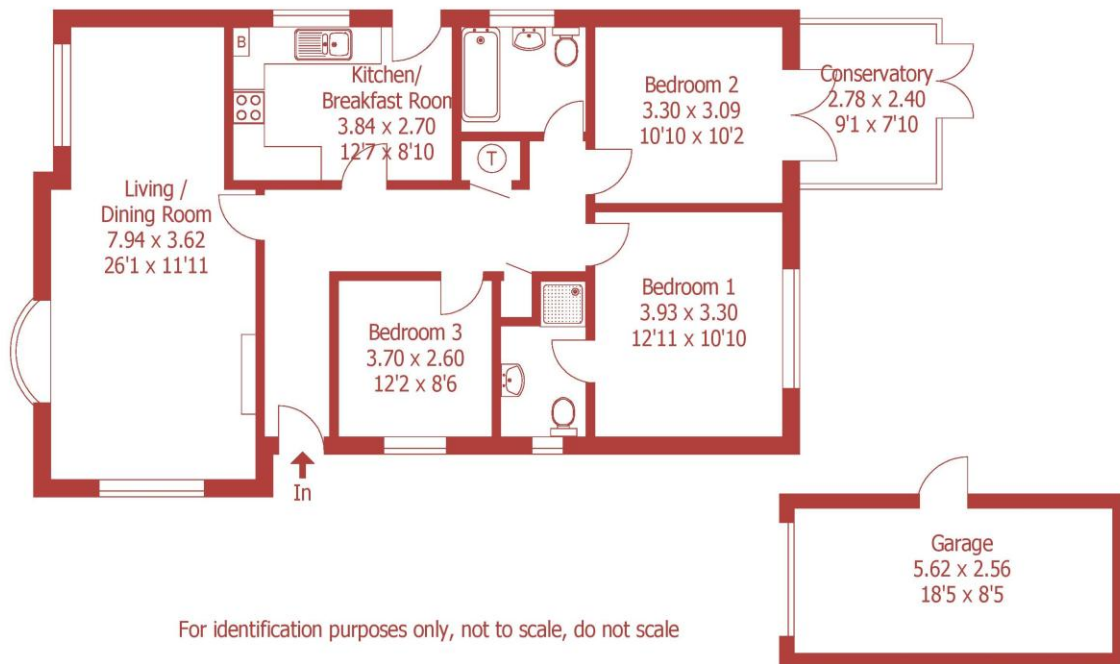 B
Kitchen/
Breakfast Room
3.84 x 2.70
12'7 x 8'10
Bedroom 2
3.30 x 3.09
10'10 x 10'2
Conservatory
2.78 x 2.40
9'1 x 7'10
T
Living /
Dining Room
7.94 x 3.62
26'1 x 11'11
Bedroom 3
3.70 x 2.60
12'2 x 8'6
Bedroom 1
3.93 x 3.30
12'11 x 10'10
In
Garage
5.62 x 2.56
18'5 x 8'5
For identification purposes only, not to scale, do not scale